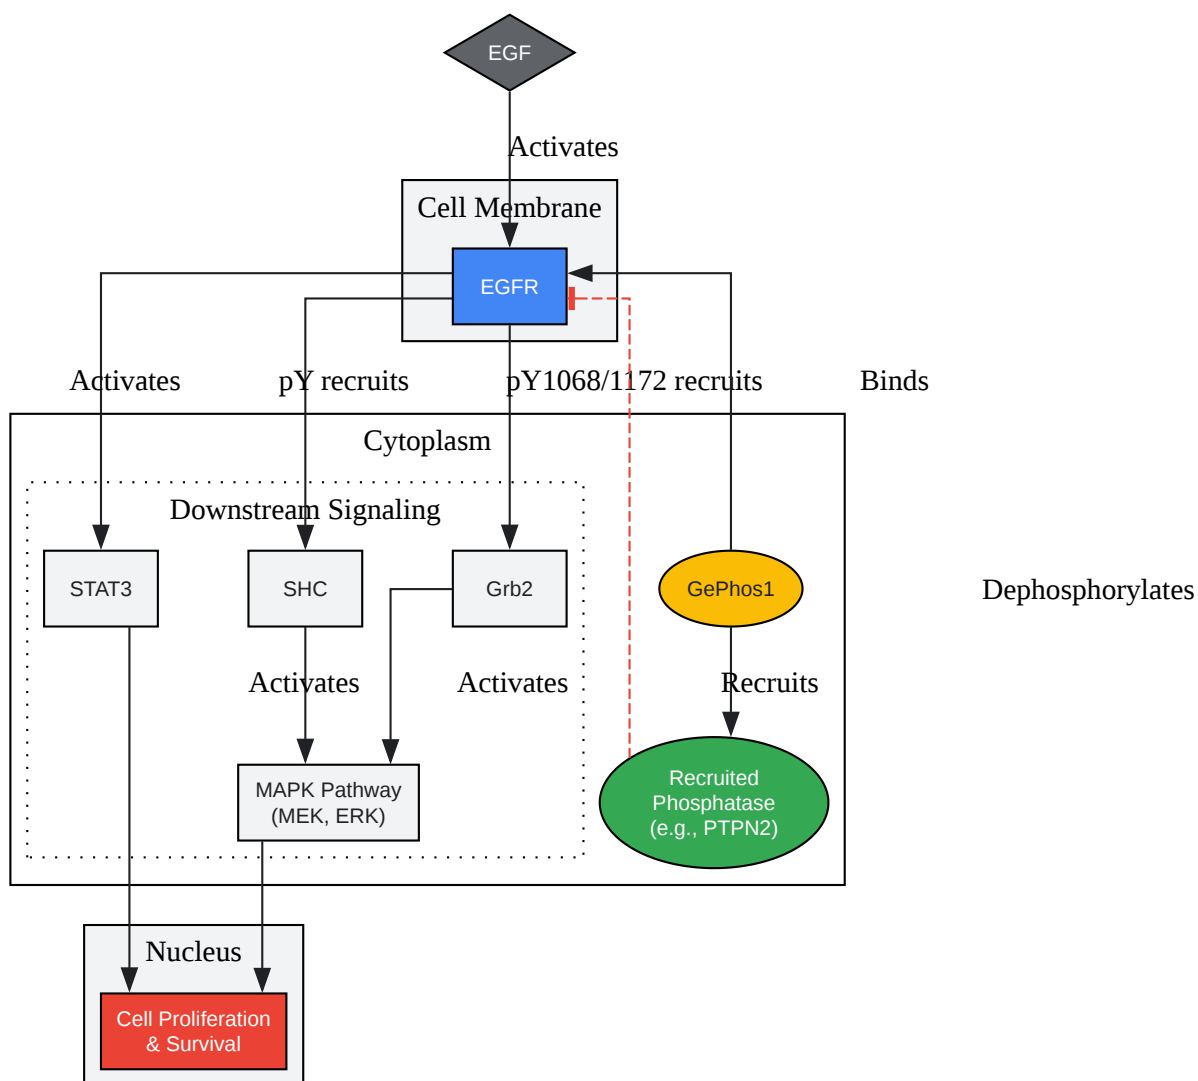 EGF
Activates
Cell Membrane
EGFR
Activates
pY recruits
pY1068/1172 recruits
Binds
Cytoplasm
Downstream Signaling
STAT3
SHC
Grb2
GePhos1
Dephosphorylates
Activates
Activates
Recruits
MAPK Pathway
(MEK, ERK)
Recruited
Phosphatase
(e.g., PTPN2)
Nucleus
Cell Proliferation
& Survival